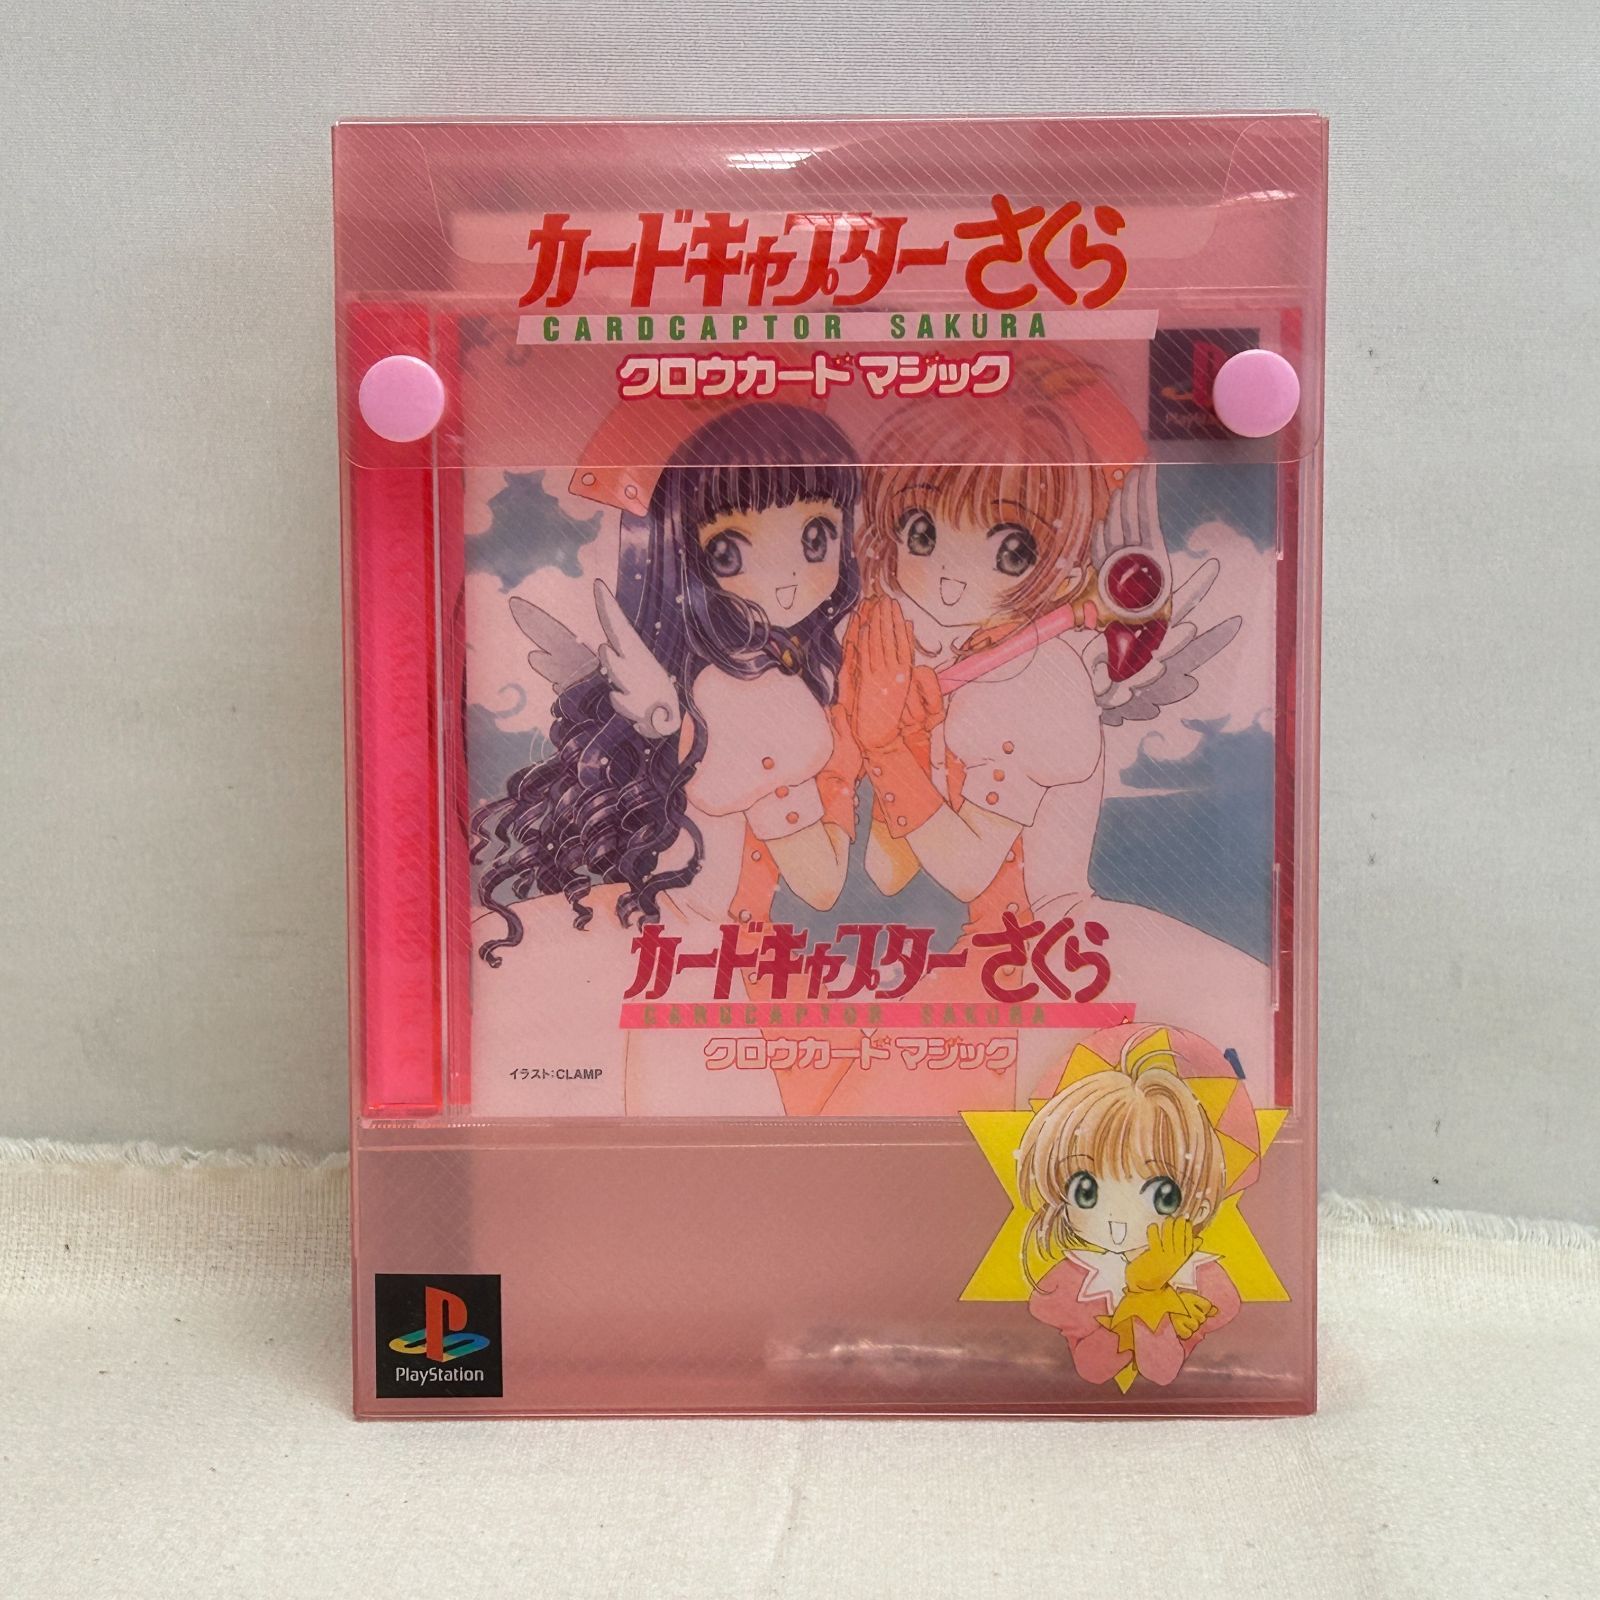 カードキャプターさくら
CARDCAPTOR SAKURA
クロウカード マジック
PlayStation
カードキャプターさくら
CARDCAPTOR SAKURA
クロウカード マジック
イラスト:CLAMP
PlayStation